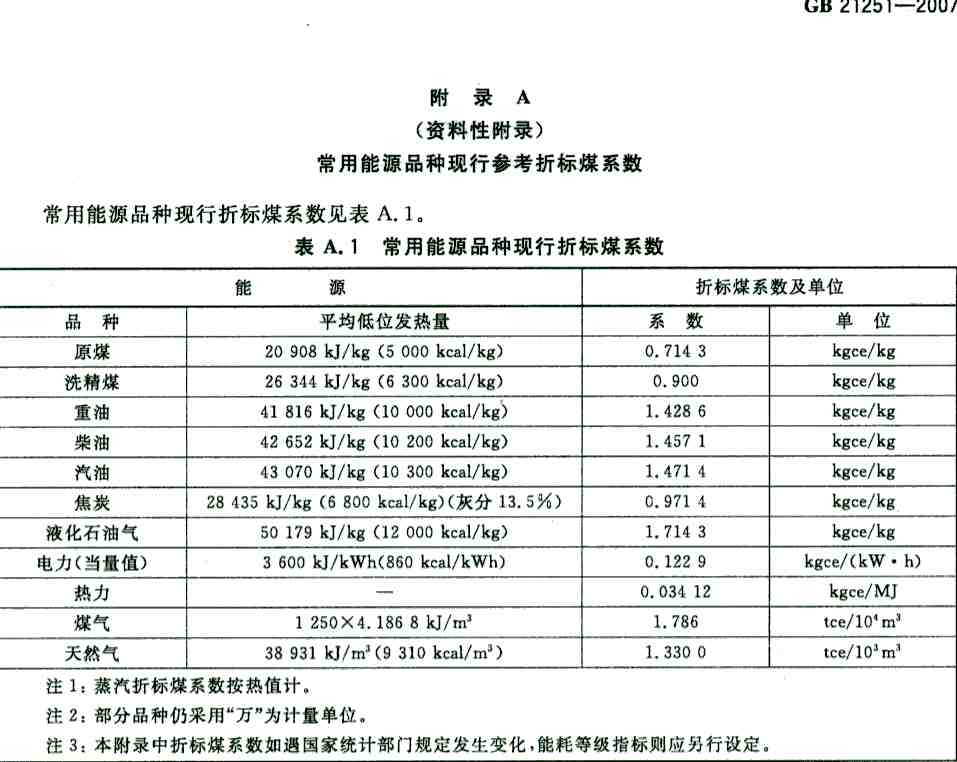 GB 21251—2007
附 录 A
（资料性附录）
常用能源品种现行参考折标煤系数
常用能源品种现行折标煤系数见表 A.1。
表 A.1 常用能源品种现行折标煤系数
能 源 折标煤系数及单位
品 种 平均低位发热量 系 数 单 位
原煤 20 908 kJ/kg (5 000 kcal/kg) 0.714 3 kgce/kg
洗精煤 26 344 kJ/kg (6 300 kcal/kg) 0.900 kgce/kg
重油 41 816 kJ/kg (10 000 kcal/kg) 1.428 6 kgce/kg
柴油 42 652 kJ/kg (10 200 kcal/kg) 1.457 1 kgce/kg
汽油 43 070 kJ/kg (10 300 kcal/kg) 1.471 4 kgce/kg
焦炭 28 435 kJ/kg (6 800 kcal/kg)(灰分 13.5%) 0.971 4 kgce/kg
液化石油气 50 179 kJ/kg (12 000 kcal/kg) 1.714 3 kgce/kg
电力(当量值) 3 600 kJ/kWh(860 kcal/kWh) 0.122 9 kgce/(kW·h)
热力 — 0.034 12 kgce/MJ
煤气 1 250×4.186 8 kJ/m³ 1.786 tce/10⁴m³
天然气 38 931 kJ/m³(9 310 kcal/m³) 1.330 0 tce/10³m³
注 1：蒸汽折标煤系数按热值计。
注 2：部分品种仍采用“万”为计量单位。
注 3：本附录中折标煤系数如遇国家统计部门规定发生变化，能耗等级指标则应另行设定。